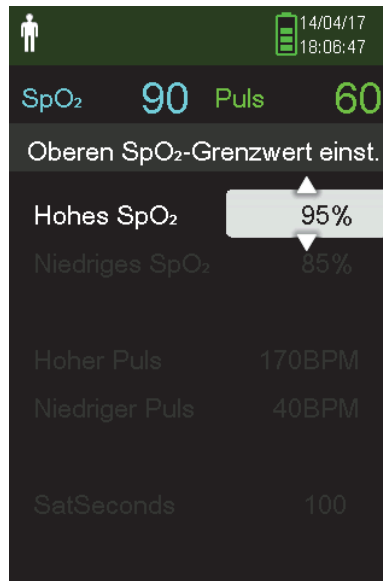 14/04/17
18:06:47
SpO₂ 90 Puls 60
Oberen SpO₂-Grenzwert einst.
Hohes SpO₂ 95%
Niedriges SpO₂ 85%
Hoher Puls 170BPM
Niedriger Puls 40BPM
SatSeconds 100